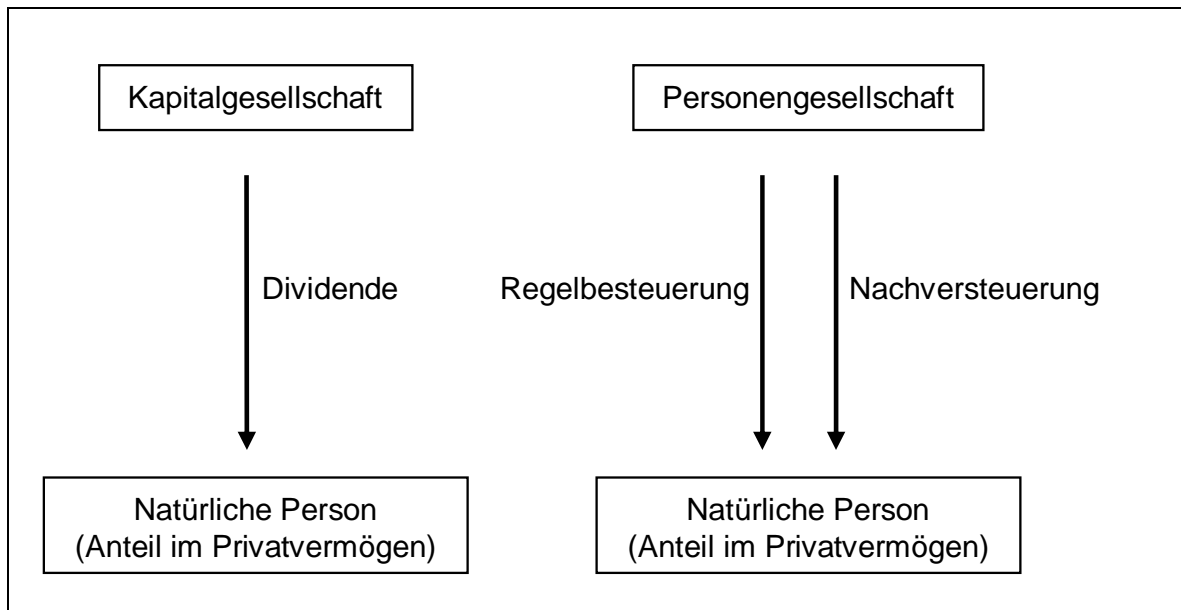 Kapitalgesellschaft
Personengesellschaft
Dividende
Regelbesteuerung
Nachversteuerung
Natürliche Person
(Anteil im Privatvermögen)
Natürliche Person
(Anteil im Privatvermögen)